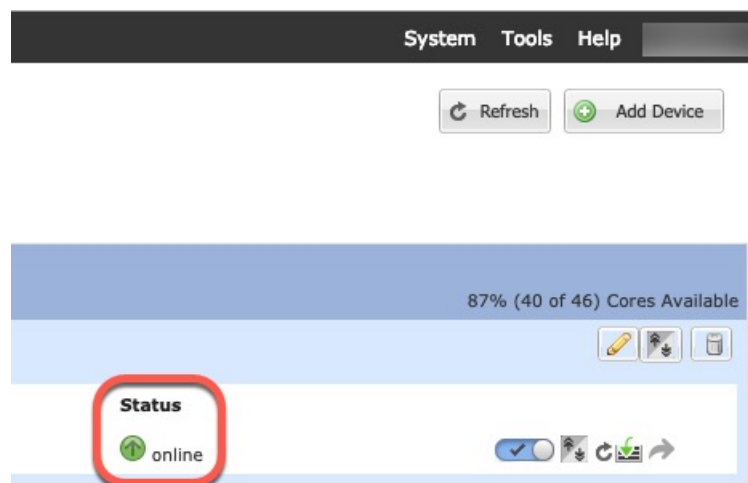 System Tools Help
Refresh Add Device
87% (40 of 46) Cores Available
Status
online